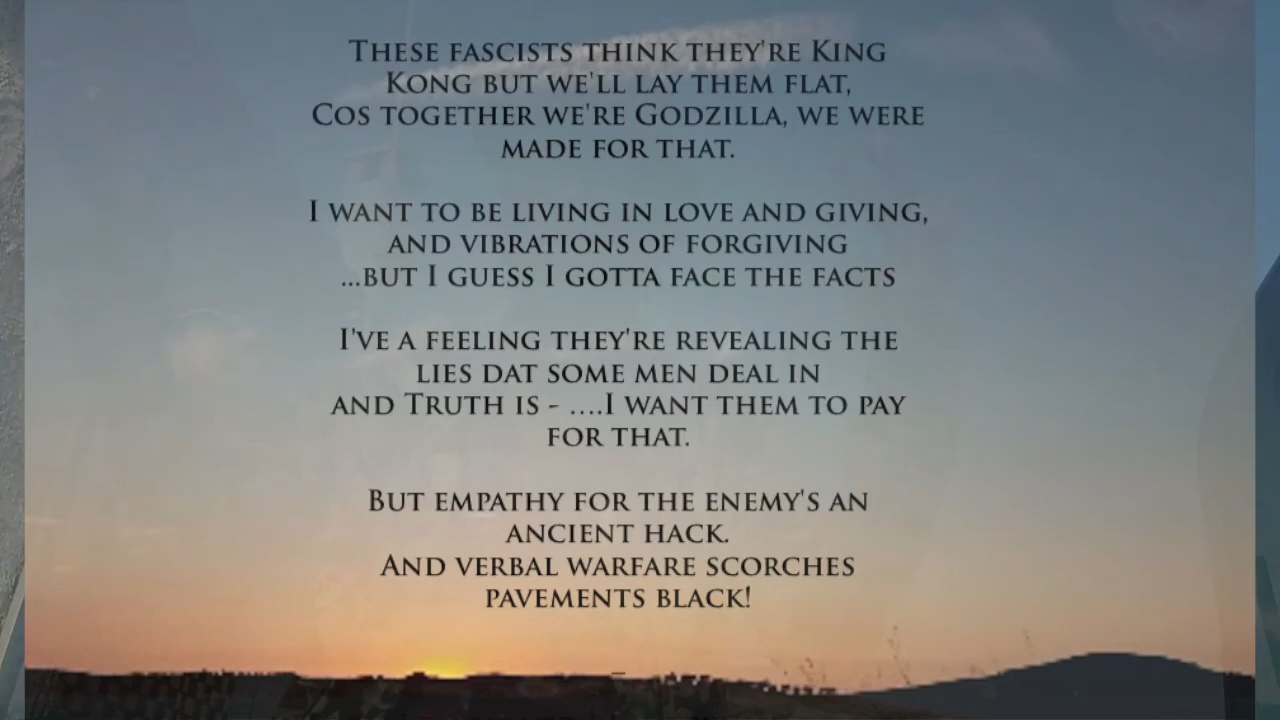 These fascists think they're King
Kong but we'll lay them flat,
Cos together we're Godzilla, we were
made for that.
I want to be living in love and giving,
and vibrations of forgiving
...but I guess I gotta face the facts
I've a feeling they're revealing the
lies dat some men deal in
and Truth is - ....I want them to pay
for that.
But empathy for the enemy's an
ancient hack.
And verbal warfare scorches
pavements black!